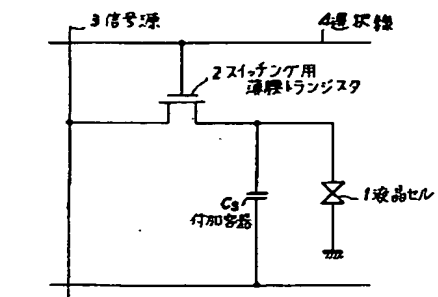 3 信号源
4 選択線
2 スイッチング用
薄膜トランジスタ
Cs
付加容器
1 液晶セル